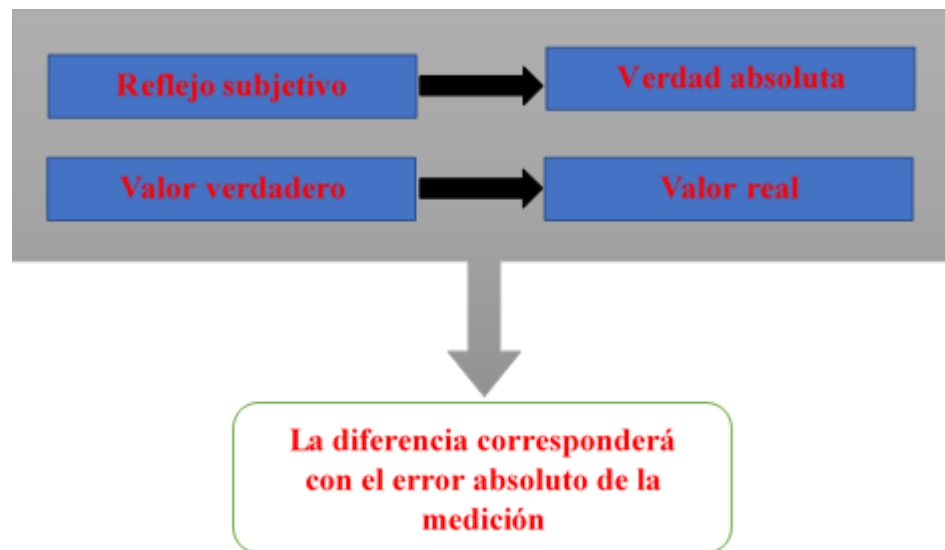 Reflejo subjetivo
Verdad absoluta
Valor verdadero
Valor real
La diferencia corresponderá
con el error absoluto de la
medición